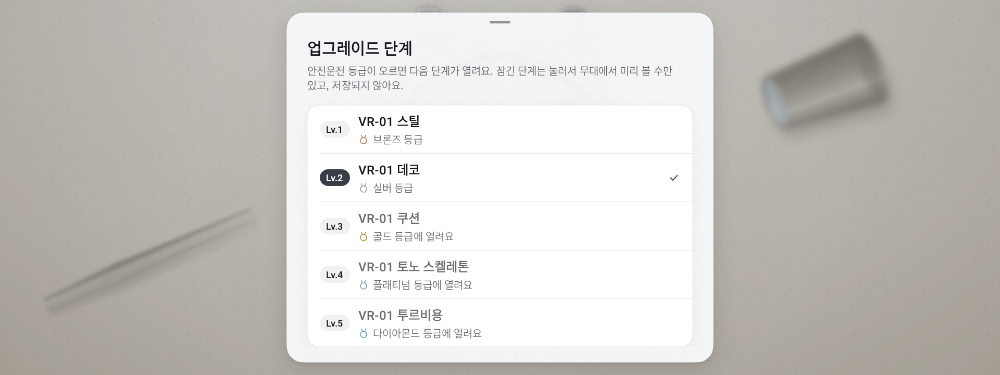 업그레이드 단계
안전운전 등급이 오르면 다음 단계가 열려요. 잠긴 단계는 눌러서 무대에서 미리 볼 수만
있고, 저장되지 않아요.
Lv.1 VR-01 스틸
브론즈 등급
Lv.2 VR-01 데코
실버 등급
Lv.3 VR-01 쿠션
골드 등급에 열려요
Lv.4 VR-01 토노 스켈레톤
플래티넘 등급에 열려요
Lv.5 VR-01 투르비용
다이아몬드 등급에 열려요